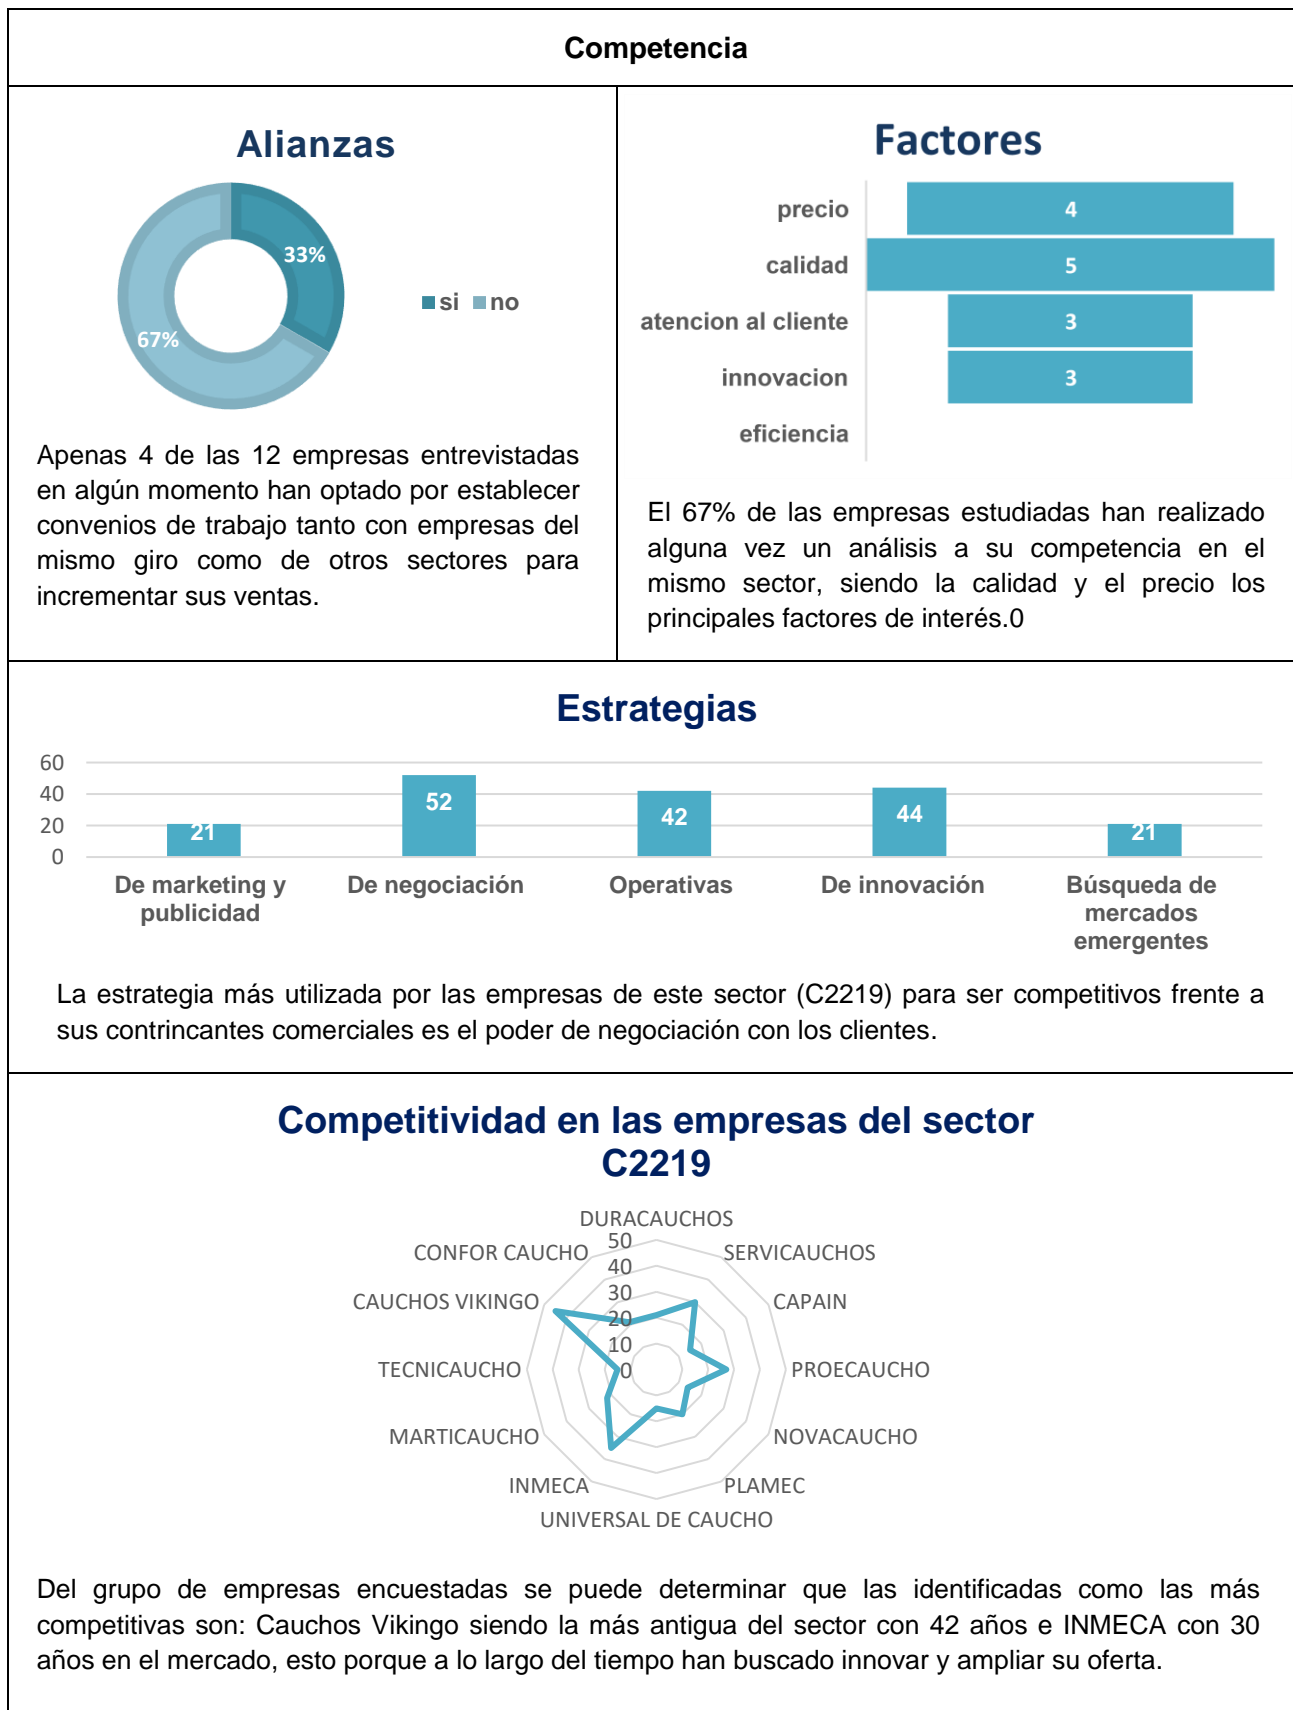 Competencia
Alianzas
33%
67%
si no
Apenas 4 de las 12 empresas entrevistadas
en algún momento han optado por establecer
convenios de trabajo tanto con empresas del
mismo giro como de otros sectores para
incrementar sus ventas.
Factores
precio 4
calidad 5
atencion al cliente 3
innovacion 3
eficiencia
El 67% de las empresas estudiadas han realizado
alguna vez un análisis a su competencia en el
mismo sector, siendo la calidad y el precio los
principales factores de interés.0
Estrategias
60
40
20
0
21 52 42 44 21
De marketing y publicidad
De negociación
Operativas
De innovación
Búsqueda de mercados emergentes
La estrategia más utilizada por las empresas de este sector (C2219) para ser competitivos frente a
sus contrincantes comerciales es el poder de negociación con los clientes.
Competitividad en las empresas del sector
C2219
DURACAUCHOS
SERVICAUCHOS
CAPAIN
PROECAUCHO
NOVACAUCHO
PLAMEC
UNIVERSAL DE CAUCHO
INMECA
MARTICAUCHO
TECNICAUCHO
CAUCHOS VIKINGO
CONFOR CAUCHO
50
40
30
20
10
0
Del grupo de empresas encuestadas se puede determinar que las identificadas como las más
competitivas son: Cauchos Vikingo siendo la más antigua del sector con 42 años e INMECA con 30
años en el mercado, esto porque a lo largo del tiempo han buscado innovar y ampliar su oferta.